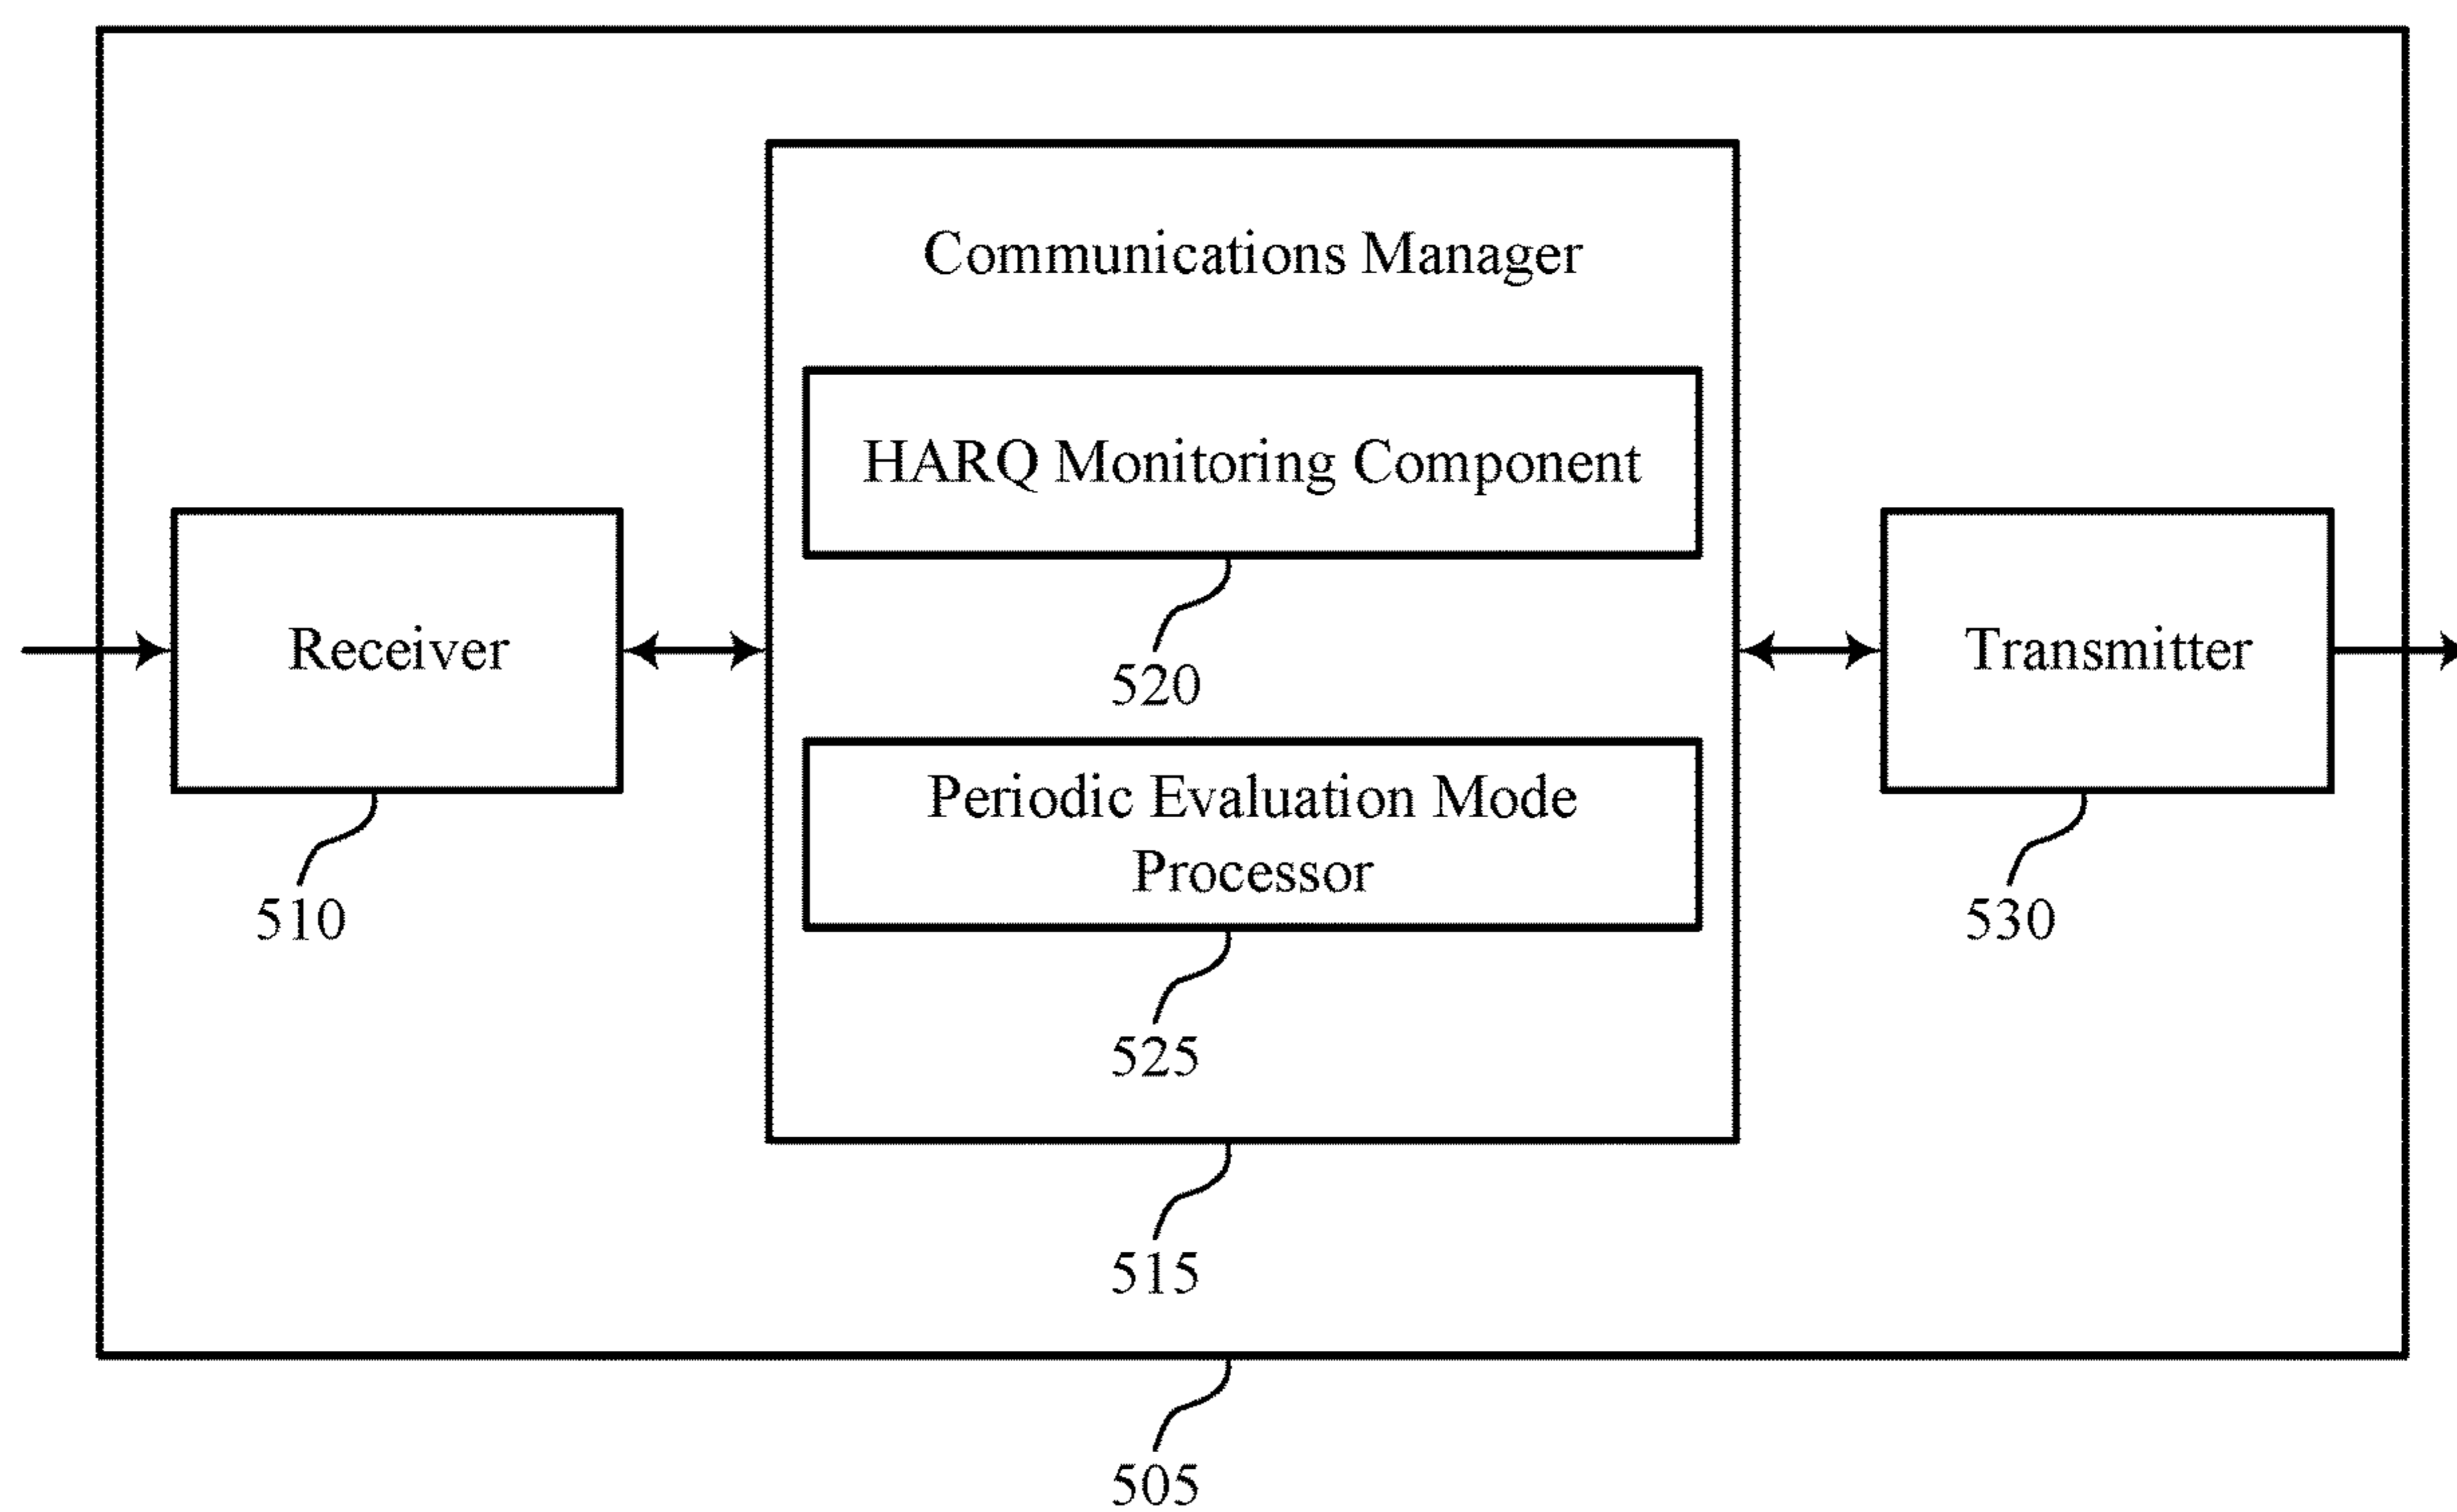 Communications Manager
HARQ Monitoring Component
520
Receiver
510
Transmitter
530
Periodic Evaluation Mode
Processor
525
515
505